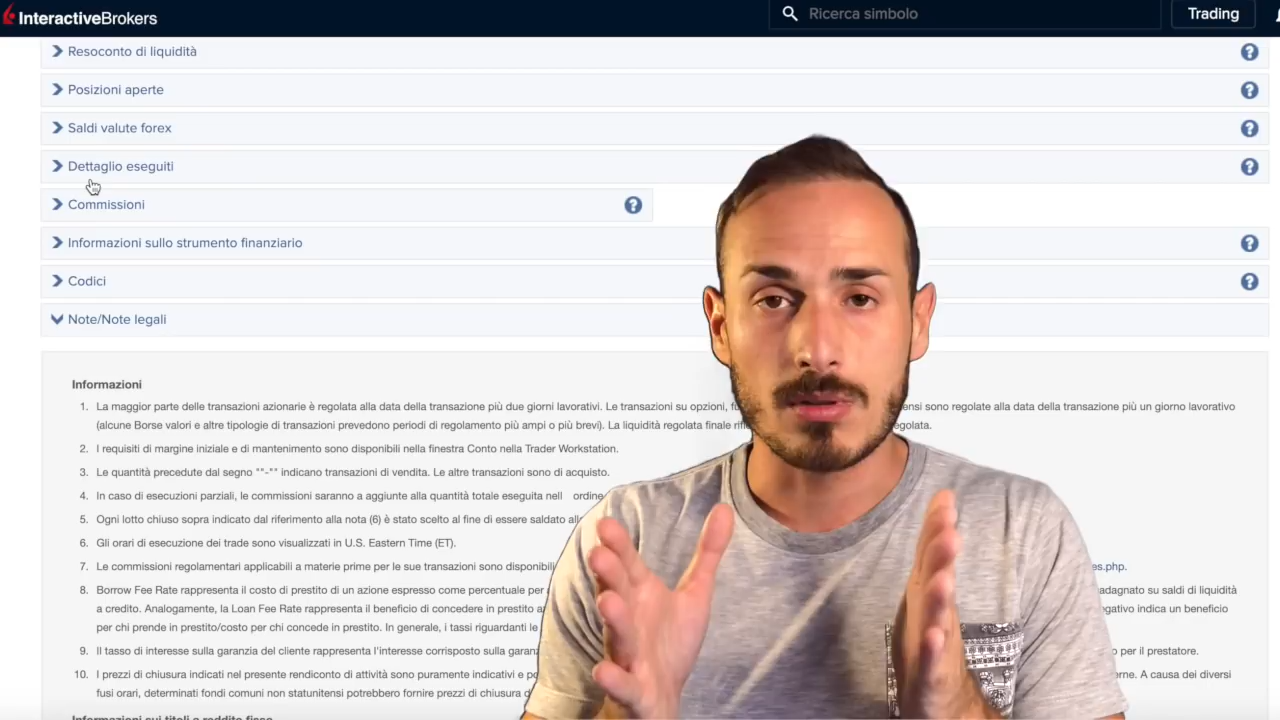 InteractiveBrokers
Ricerca simbolo
Trading
Resoconto di liquidità
Posizioni aperte
Saldi valute forex
Dettaglio eseguiti
Commissioni
Informazioni sullo strumento finanziario
Codici
Note/Note legali
Informazioni
1. La maggior parte delle transazioni azionarie è regolata alla data della transazione più due giorni lavorativi. Le transazioni su opzioni, sono regolate alla data della transazione più un giorno lavorativo
(alcune Borse valori e altre tipologie di transazioni prevedono periodi di regolamento più ampi o più brevi). La liquidità regolata finale
2. I requisiti di margine iniziale e di mantenimento sono disponibili nella finestra Conto nella Trader Workstation.
3. Le quantità precedute dal segno ""-"" indicano transazioni di vendita. Le altre transazioni sono di acquisto.
4. In caso di esecuzioni parziali, le commissioni saranno a aggiunte alla quantità totale eseguita nell ordine
5. Ogni lotto chiuso sopra indicato dal riferimento alla nota (6) è stato scelto al fine di essere saldato
6. Gli orari di esecuzione dei trade sono visualizzati in U.S. Eastern Time (ET).
7. Le commissioni regolamentari applicabili a materie prime per le sue transazioni sono disponibili es.php.
8. Borrow Fee Rate rappresenta il costo di prestito di un azione espresso come percentuale per su saldi di liquidità
a credito. Analogamente, la Loan Fee Rate rappresenta il beneficio di concedere in prestito indica un beneficio
per chi prende in prestito/costo per chi concede in prestito. In generale, i tassi riguardanti le
9. Il tasso di interesse sulla garanzia del cliente rappresenta l'interesse corrisposto sulla per il prestatore.
10. I prezzi di chiusura indicati nel presente rendiconto di attività sono puramente indicativi e A causa dei diversi
fusi orari, determinati fondi comuni non statunitensi potrebbero fornire prezzi di chiusura
Informazioni sui titoli a reddito fisso